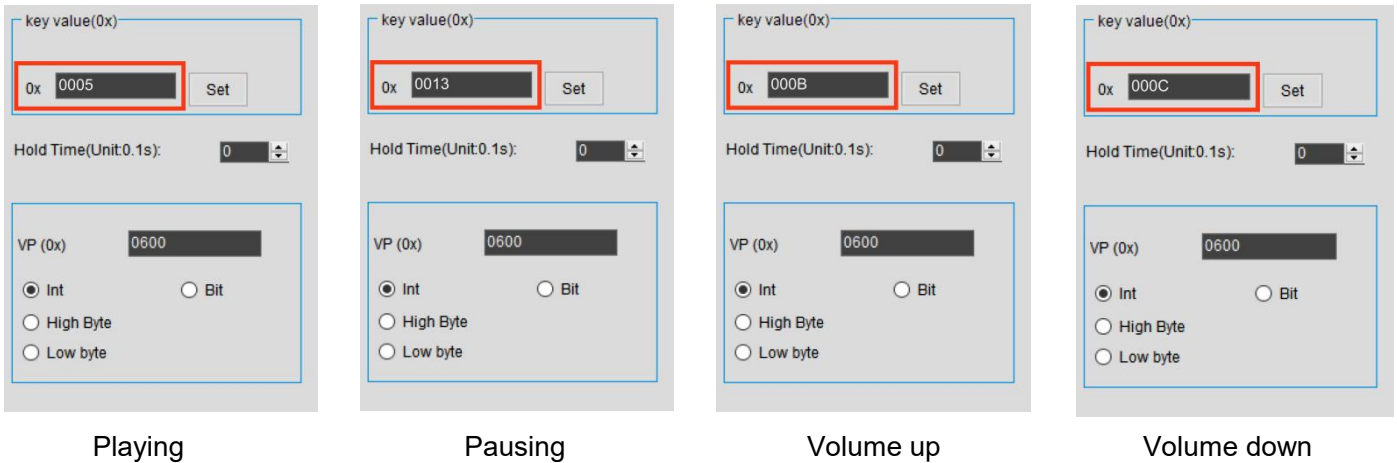 key value(0x)
0x 0005 Set
Hold Time(Unit:0.1s): 0
VP (0x) 0600
Int Bit
High Byte
Low byte
Playing
key value(0x)
0x 0013 Set
Hold Time(Unit:0.1s): 0
VP (0x) 0600
Int Bit
High Byte
Low byte
Pausing
key value(0x)
0x 000B Set
Hold Time(Unit:0.1s): 0
VP (0x) 0600
Int Bit
High Byte
Low byte
Volume up
key value(0x)
0x 000C Set
Hold Time(Unit:0.1s): 0
VP (0x) 0600
Int Bit
High Byte
Low byte
Volume down